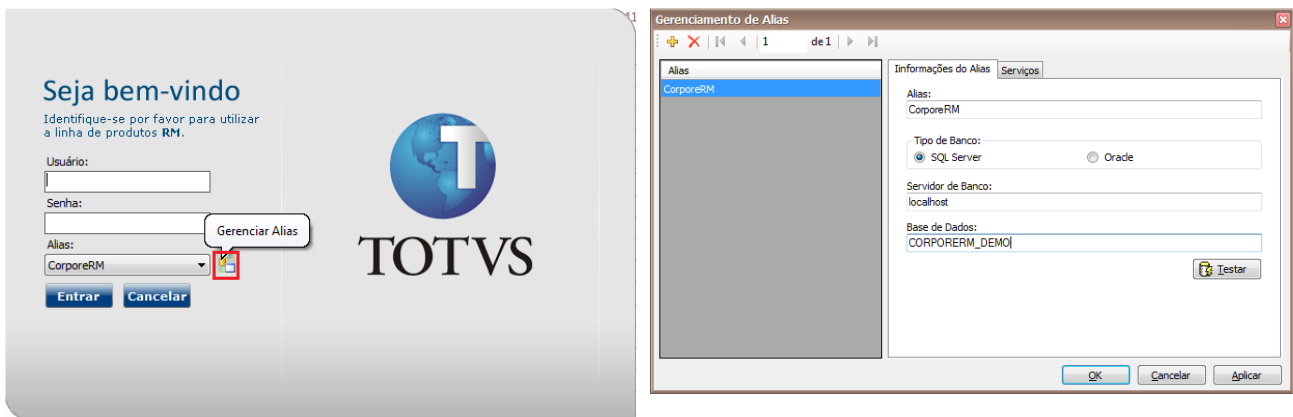 Seja bem-vindo
Identifique-se por favor para utilizar
a linha de produtos RM.
Usuário:
Senha:
Gerenciar Alias
Alias:
CorporeRM
Entrar Cancelar
TOTVS
11
Gerenciamento de Alias
1 de 1
Alias
CorporeRM
Iinformações do Alias Serviços
Alias:
CorporeRM
Tipo de Banco:
SQL Server Oracle
Servidor de Banco:
localhost
Base de Dados:
CORPORERM_DEMO
Testar
OK Cancelar Aplicar